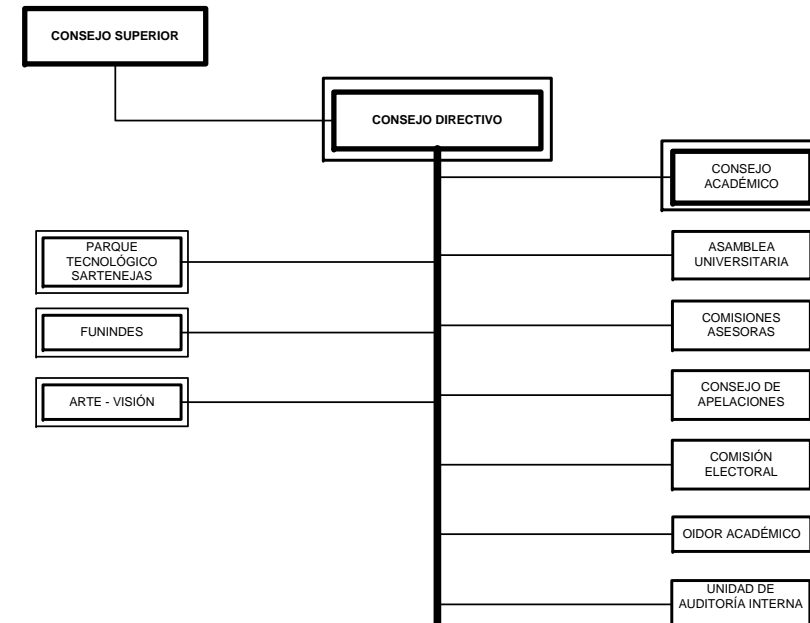 CONSEJO SUPERIOR
CONSEJO DIRECTIVO
CONSEJO
ACADÉMICO
PARQUE
TECNOLÓGICO
SARTENEJAS
ASAMBLEA
UNIVERSITARIA
FUNINDES
COMISIONES
ASESORAS
ARTE - VISIÓN
CONSEJO DE
APELACIONES
COMISIÓN
ELECTORAL
OIDOR ACADÉMICO
UNIDAD DE
AUDITORÍA INTERNA